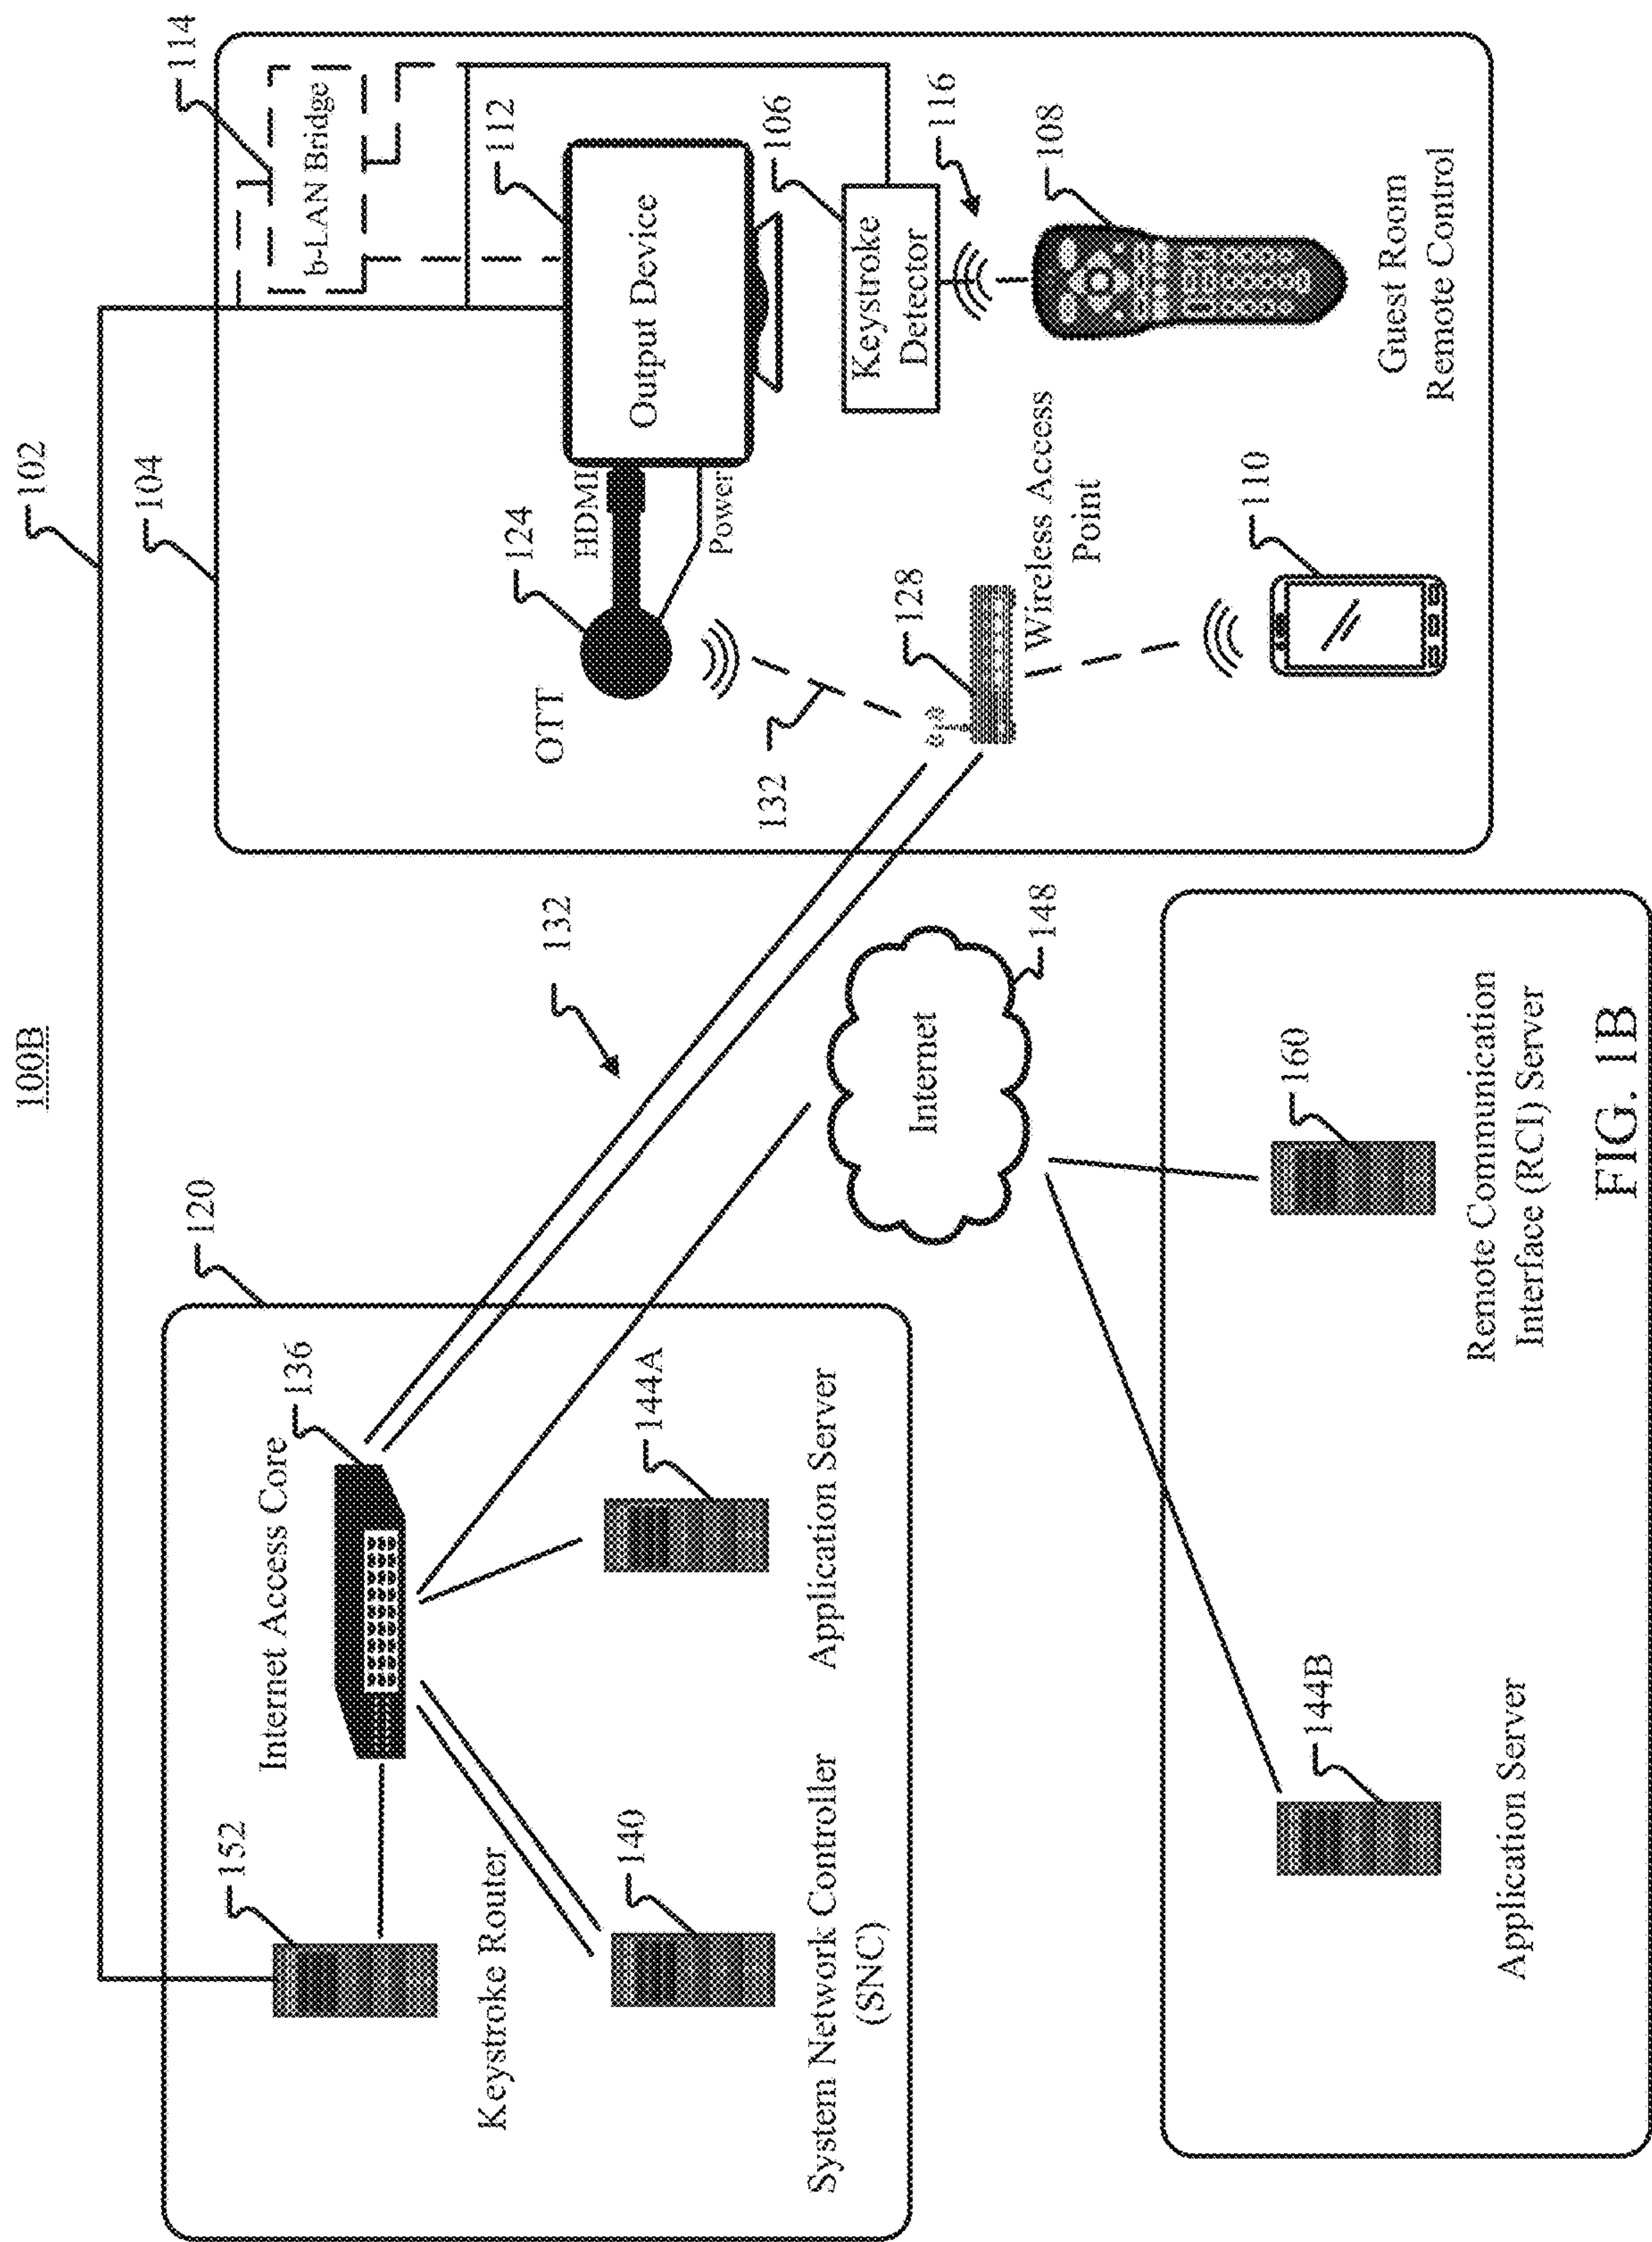 100B
102
104
114
b-LAN Bridge
112
Output Device
HDMI
Power
124
OTT
106
Keystroke
Detector
116
108
Guest Room
Remote Control
132
128
Wireless Access
Point
110
132
120
Internet Access Core
136
152
Keystroke Router
140
System Network Controller
(SNC)
144A
Application Server
148
Internet
144B
Application Server
160
Remote Communication
Interface (RCI) Server
FIG. 1B